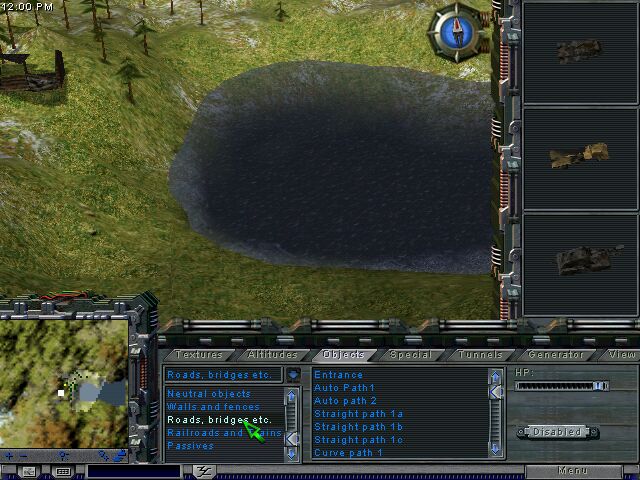 12:00 PM
Textures Altitudes Objects Special Tunnels Generator View
Roads, bridges etc.
Neutral objects
Walls and fences
Roads, bridges etc.
Passives
Entrance
Auto Path1
Auto path 2
Straight path 1a
Straight path 1b
Straight path 1c
Curve path 1
HP:
Disabled
Menu